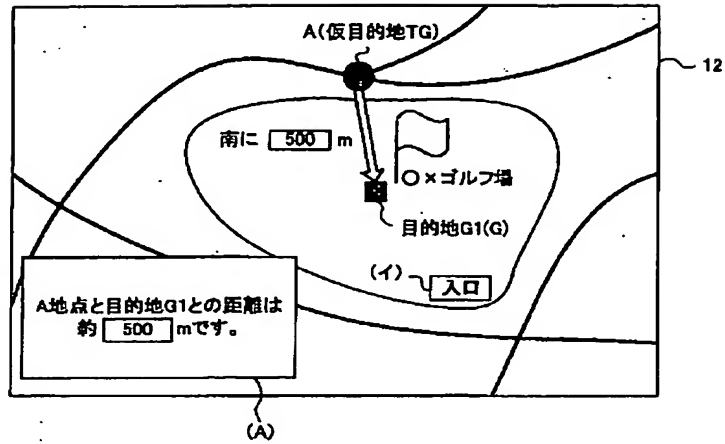 A(仮目的地TG)
12
南に 500 m
○×ゴルフ場
目的地G1(G)
(イ) 入口
A地点と目的地G1との距離は
約 500 mです。
(A)